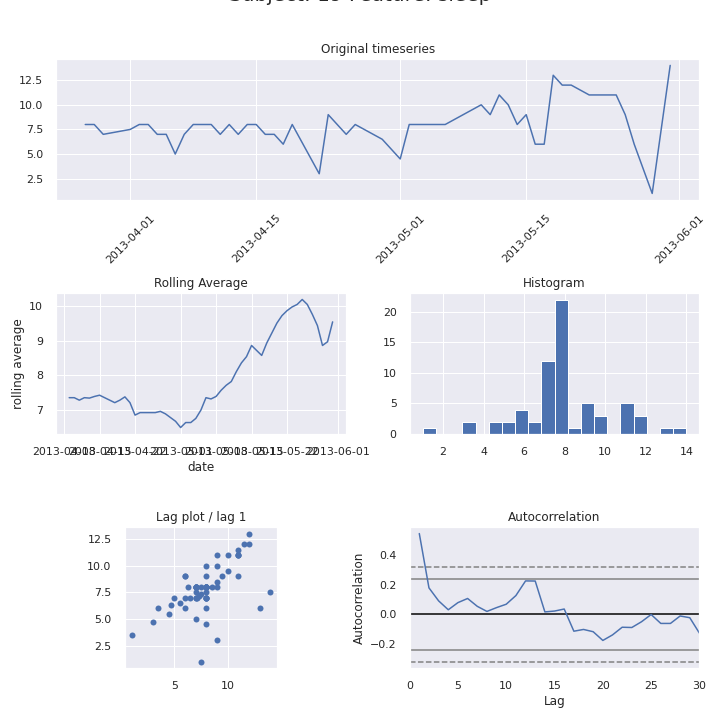 Original timeseries
12.5
10.0
7.5
5.0
2.5
2013-04-01
2013-04-15
2013-05-01
2013-05-15
2013-06-01
Rolling Average
Histogram
10
9
8
7
rolling average
2013-06-01
date
20
15
10
5
0
2 4 6 8 10 12 14
Lag plot / lag 1
Autocorrelation
12.5
10.0
7.5
5.0
2.5
5 10
Autocorrelation
0.4
0.2
0.0
−0.2
0 5 10 15 20 25 30
Lag